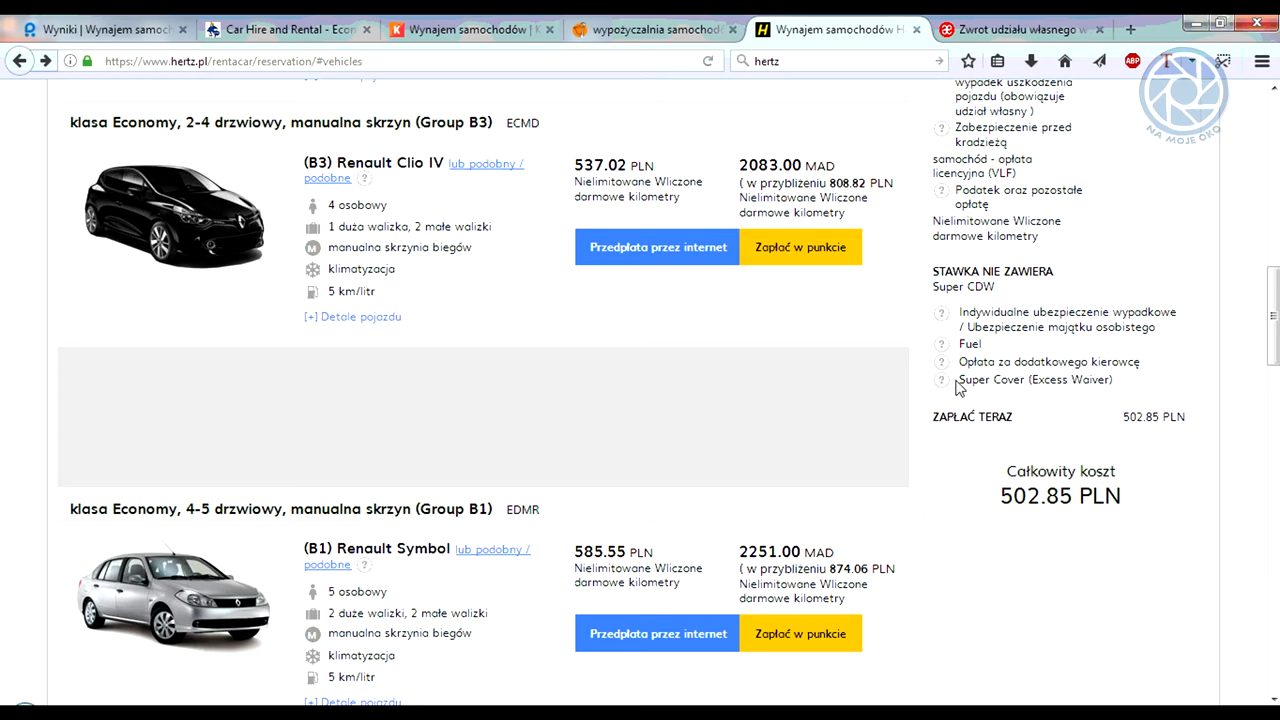 Wyniki | Wynajem samoch
Car Hire and Rental - Econ
Wynajem samochodów |
wypożyczalnia samochod
Wynajem samochodów H
Zwrot udziału własnego w
https://www.hertz.pl/rentacar/reservation/#vehicles
hertz
ABP
NA MOJE OKO
klasa Economy, 2-4 drzwiowy, manualna skrzyn (Group B3) ECMD
(B3) Renault Clio IV lub podobny /
podobne ?
4 osobowy
1 duża walizka, 2 małe walizki
M manualna skrzynia biegów
klimatyzacja
5 km/litr
[+] Detale pojazdu
537.02 PLN
Nielimitowane Wliczone
darmowe kilometry
Przedpłata przez internet
2083.00 MAD
( w przybliżeniu 808.82 PLN
Nielimitowane Wliczone
darmowe kilometry
Zapłać w punkcie
klasa Economy, 4-5 drzwiowy, manualna skrzyn (Group B1) EDMR
(B1) Renault Symbol lub podobny /
podobne ?
5 osobowy
2 duże walizki, 2 małe walizki
M manualna skrzynia biegów
klimatyzacja
5 km/litr
[+] Detale pojazdu
585.55 PLN
Nielimitowane Wliczone
darmowe kilometry
Przedpłata przez internet
2251.00 MAD
( w przybliżeniu 874.06 PLN
Nielimitowane Wliczone
darmowe kilometry
Zapłać w punkcie
wypadek uszkodzenia
pojazdu (obowiązuje
udział własny )
? Zabezpieczenie przed
kradzieżą
samochód - opłata
licencyjna (VLF)
? Podatek oraz pozostałe
opłatę
Nielimitowane Wliczone
darmowe kilometry
STAWKA NIE ZAWIERA
Super CDW
? Indywidualne ubezpieczenie wypadkowe
/ Ubezpieczenie majątku osobistego
? Fuel
? Opłata za dodatkowego kierowcę
? Super Cover (Excess Waiver)
ZAPŁAĆ TERAZ 502.85 PLN
Całkowity koszt
502.85 PLN